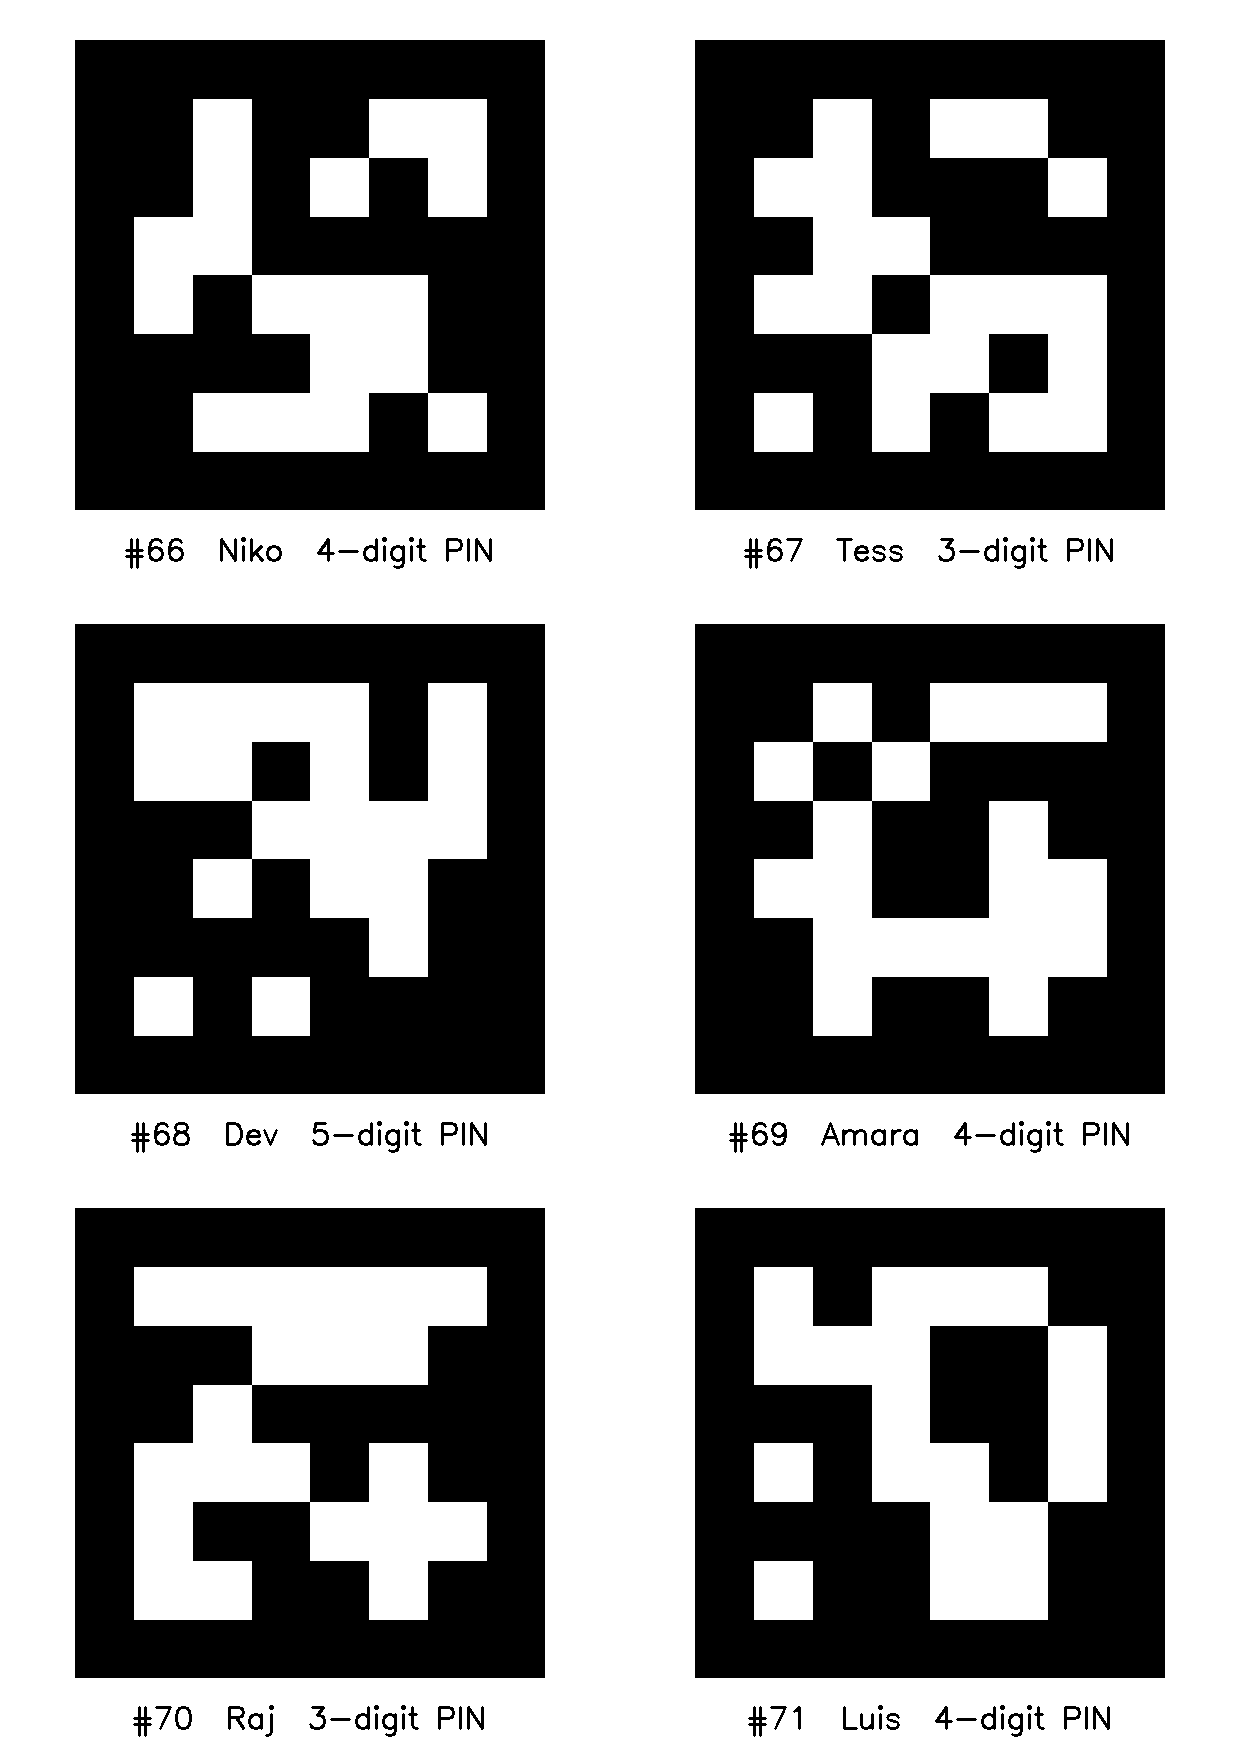 #66 Niko 4-digit PIN
#67 Tess 3-digit PIN
#68 Dev 5-digit PIN
#69 Amara 4-digit PIN
#70 Raj 3-digit PIN
#71 Luis 4-digit PIN